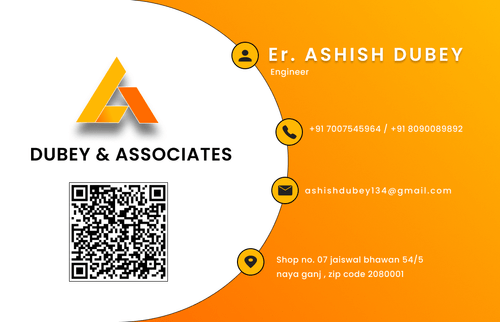 Er. ASHISH DUBEY
Engineer
DUBEY & ASSOCIATES
+91 7007545964 / +91 8090089892
ashishdubey134@gmail.com
Shop no. 07 jaiswal bhawan 54/5
naya ganj , zip code 2080001